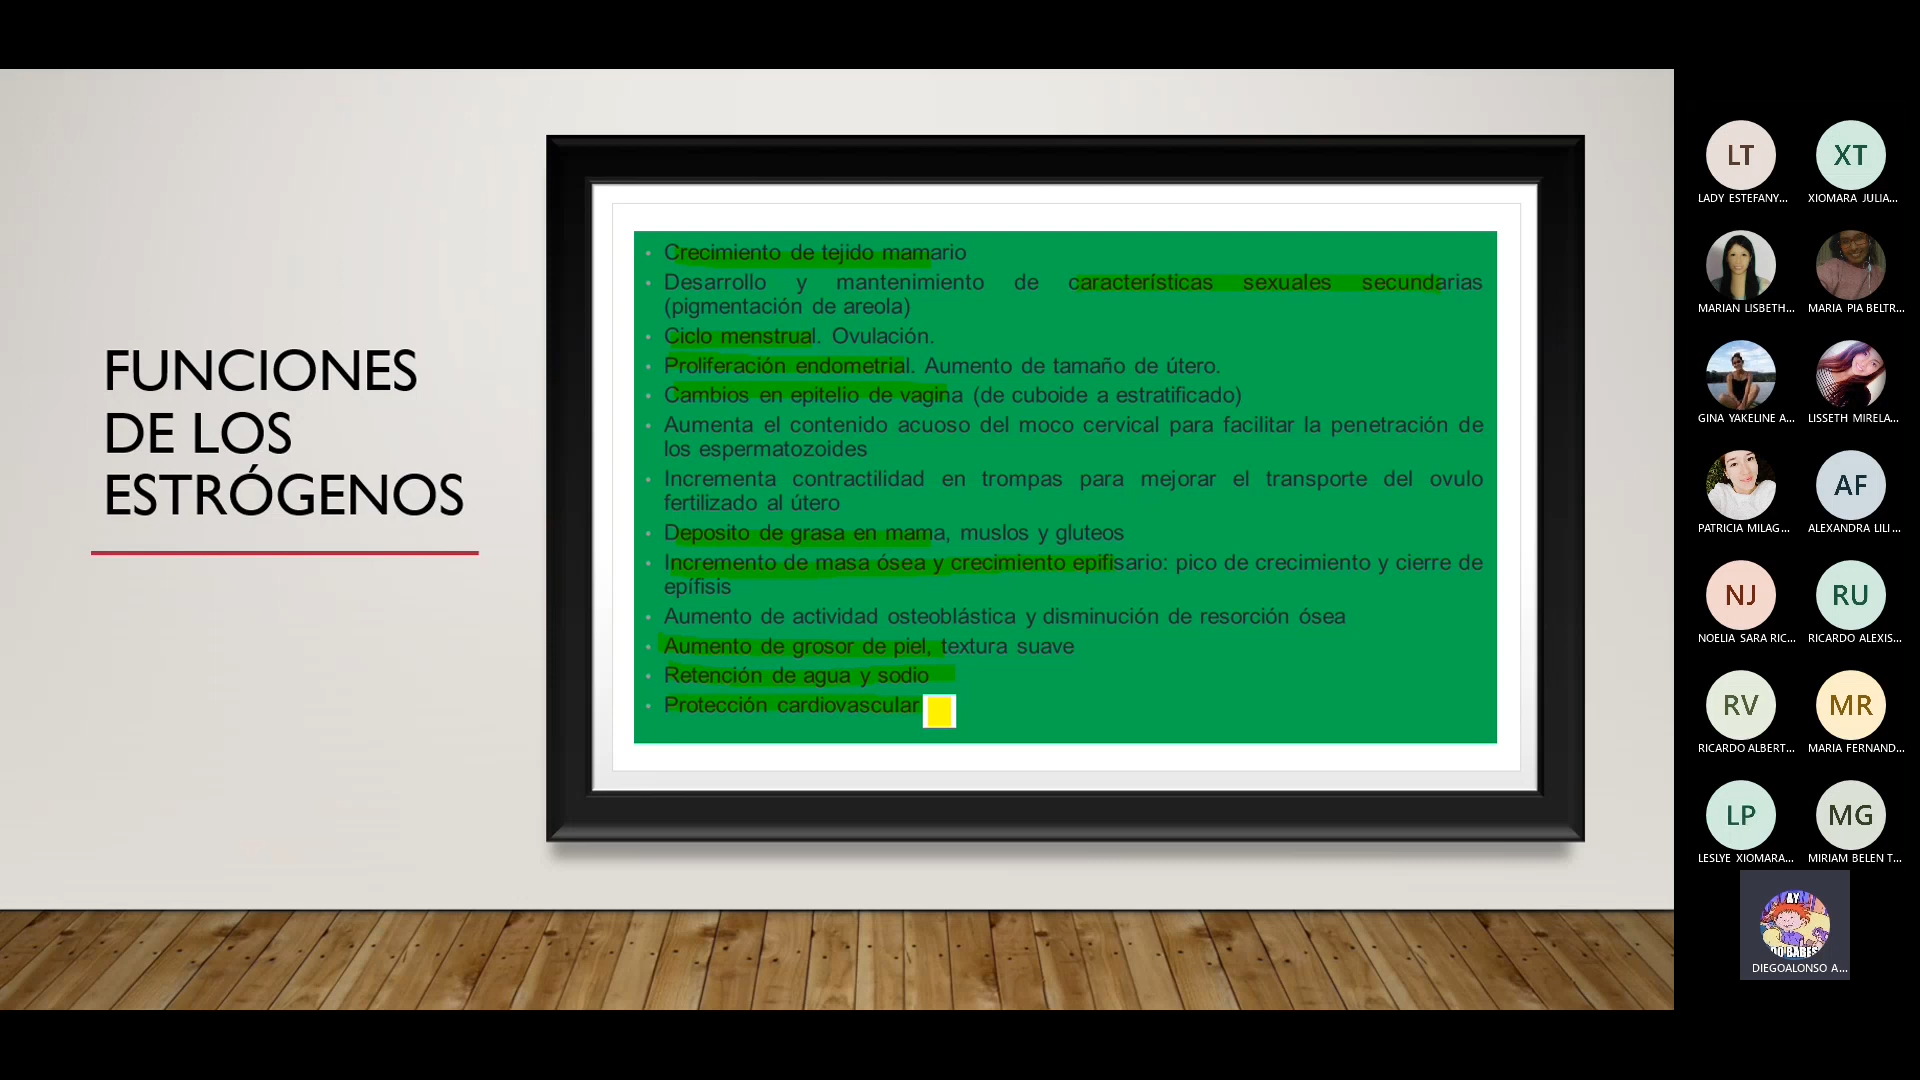 FUNCIONES
DE LOS
ESTRÓGENOS
• Crecimiento de tejido mamario
• Desarrollo y mantenimiento de características sexuales secundarias
(pigmentación de areola)
• Ciclo menstrual. Ovulación.
• Proliferación endometrial. Aumento de tamaño de útero.
• Cambios en epitelio de vagina (de cuboide a estratificado)
• Aumenta el contenido acuoso del moco cervical para facilitar la penetración de
los espermatozoides
• Incrementa contractilidad en trompas para mejorar el transporte del ovulo
fertilizado al útero
• Deposito de grasa en mama, muslos y gluteos
• Incremento de masa ósea y crecimiento epifisario: pico de crecimiento y cierre de
epífisis
• Aumento de actividad osteoblástica y disminución de resorción ósea
• Aumento de grosor de piel, textura suave
• Retención de agua y sodio
• Protección cardiovascular
LT
XT
LADY ESTEFANY...
XIOMARA JULIA...
MARIAN LISBETH...
MARIA PIA BELTR...
GINA YAKELINE A...
LISSETH MIRELA...
AF
PATRICIA MILAG...
ALEXANDRA LILI...
NJ
RU
NOELIA SARA RIC...
RICARDO ALEXIS...
RV
MR
RICARDO ALBERT...
MARIA FERNAND...
LP
MG
LESLYE XIOMARA...
MIRIAM BELEN T...
AY
DIEGOALONSO A...